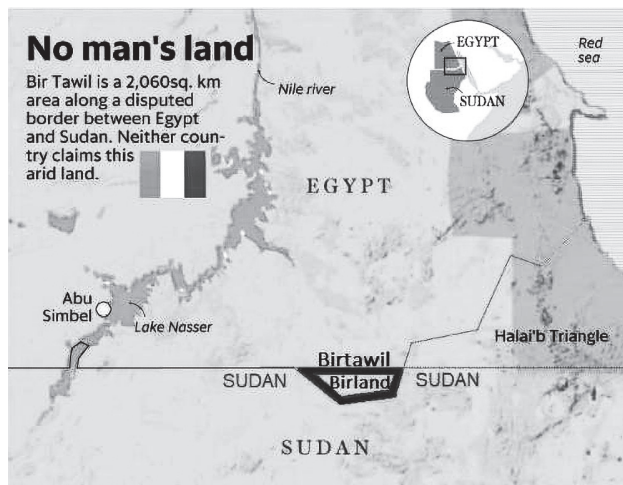 No man's land
Bir Tawil is a 2,060sq. km
area along a disputed
border between Egypt
and Sudan. Neither coun-
try claims this
arid land.
Nile river
EGYPT
SUDAN
Red
sea
EGYPT
Abu
Simbel
Lake Nasser
Halai'b Triangle
Birtawil
SUDAN
Birland
SUDAN
SUDAN